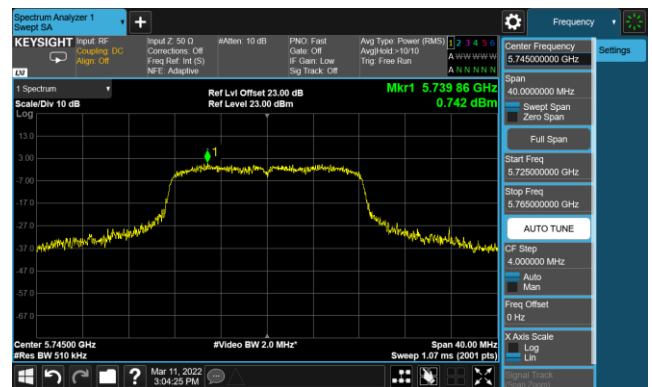 Spectrum Analyzer 1
Swept SA
Frequency
KEYSIGHT
Input: RF
Coupling: DC
Align: Off
Input Z: 50 Ω
Corrections: Off
Freq Ref: Int (S)
NFE: Adaptive
#Atten: 10 dB
PNO: Fast
Gate: Off
IF Gain: Low
Sig Track: Off
Avg Type: Power (RMS)
Avg|Hold:>10/10
Trig: Free Run
1 2 3 4 5 6
A W W W W W
A N N N N N
LXI
1 Spectrum
Scale/Div 10 dB
Log
Ref Lvl Offset 23.00 dB
Ref Level 23.00 dBm
Mkr1 5.739 86 GHz
0.742 dBm
1
13.0
3.00
-7.00
-17.0
-27.0
-37.0
-47.0
-57.0
-67.0
Center 5.74500 GHz
#Res BW 510 kHz
#Video BW 2.0 MHz*
Span 40.00 MHz
Sweep 1.07 ms (2001 pts)
Mar 11, 2022
3:04:25 PM
Center Frequency
5.745000000 GHz
Settings
Span
40.0000000 MHz
Swept Span
Zero Span
Full Span
Start Freq
5.725000000 GHz
Stop Freq
5.765000000 GHz
AUTO TUNE
CF Step
4.000000 MHz
Auto
Man
Freq Offset
0 Hz
X Axis Scale
Log
Lin
Signal Track
(Span Zoom)